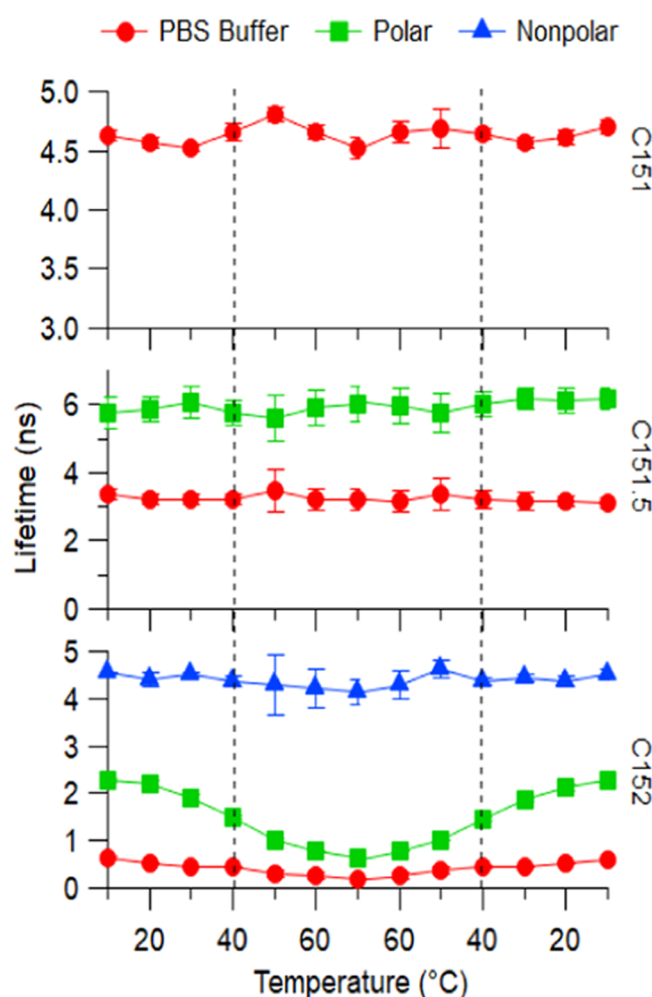 PBS Buffer Polar Nonpolar
5.0
4.5
4.0
3.5
3.0
C151
6
4
2
0
C151.5
5
4
3
2
1
0
C152
Lifetime (ns)
20 40 60 60 40 20
Temperature (°C)